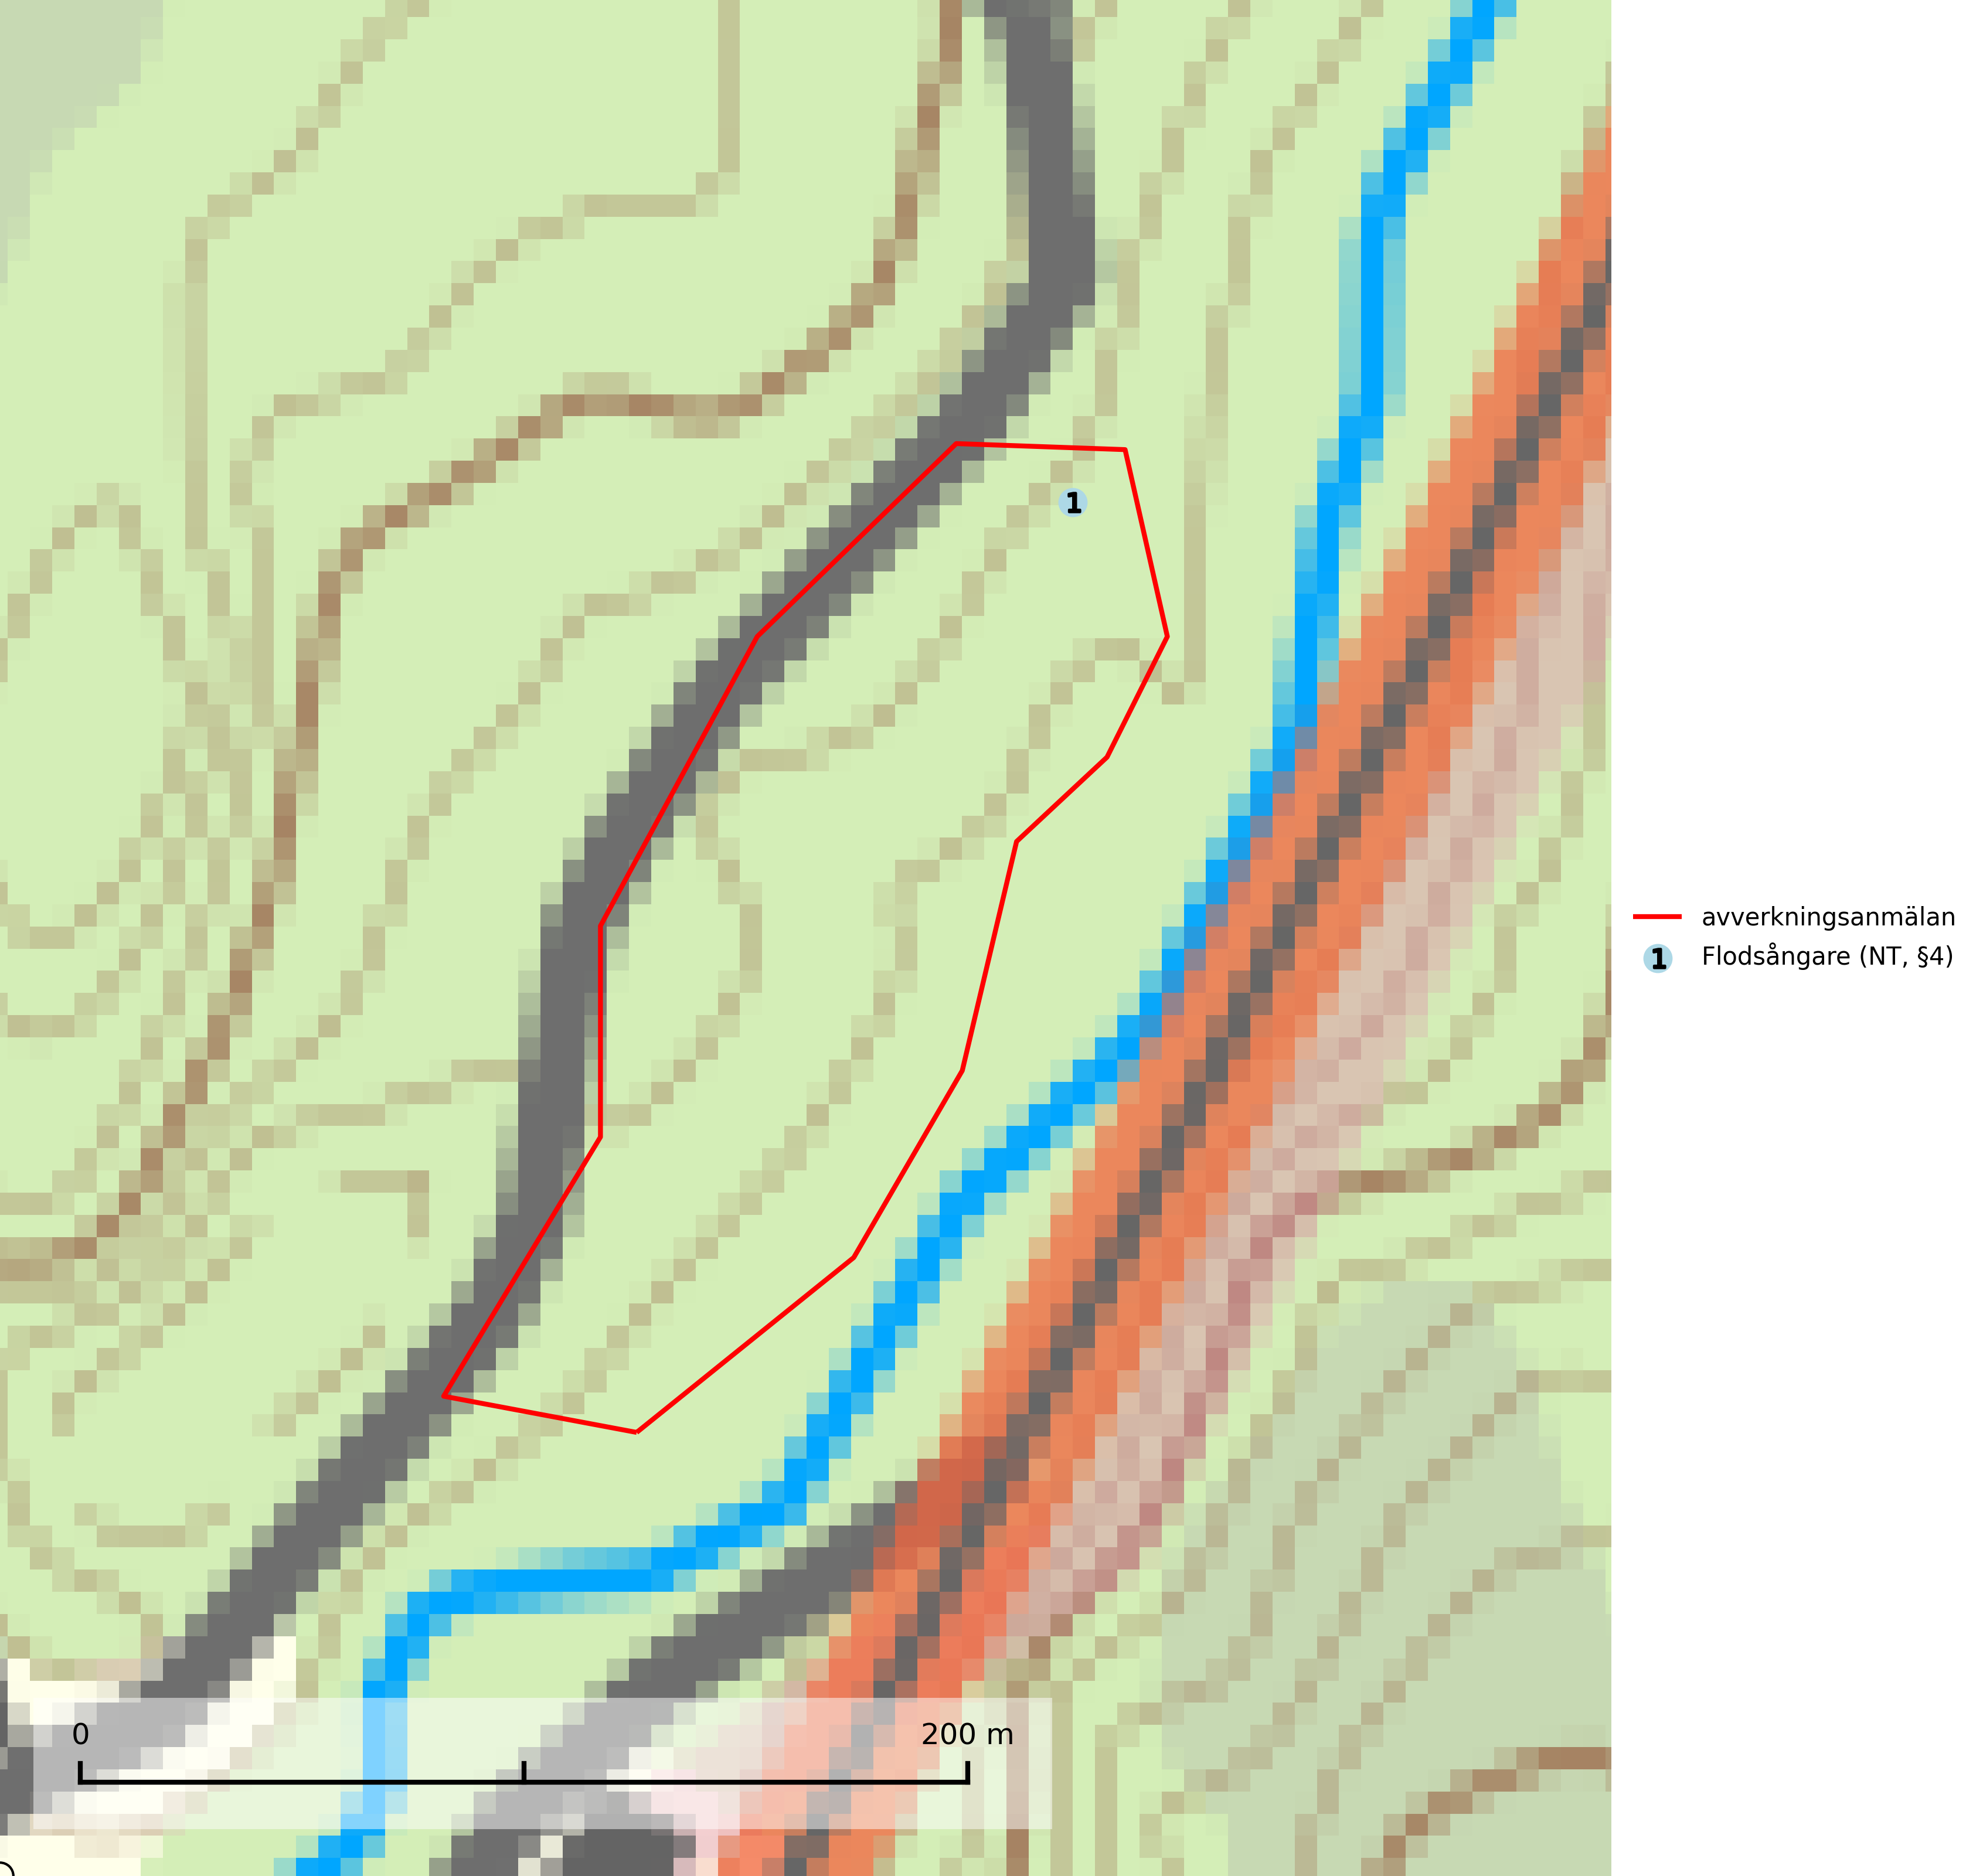 1
avverkningsanmälan
1 Flodsångare (NT, §4)
0 200 m